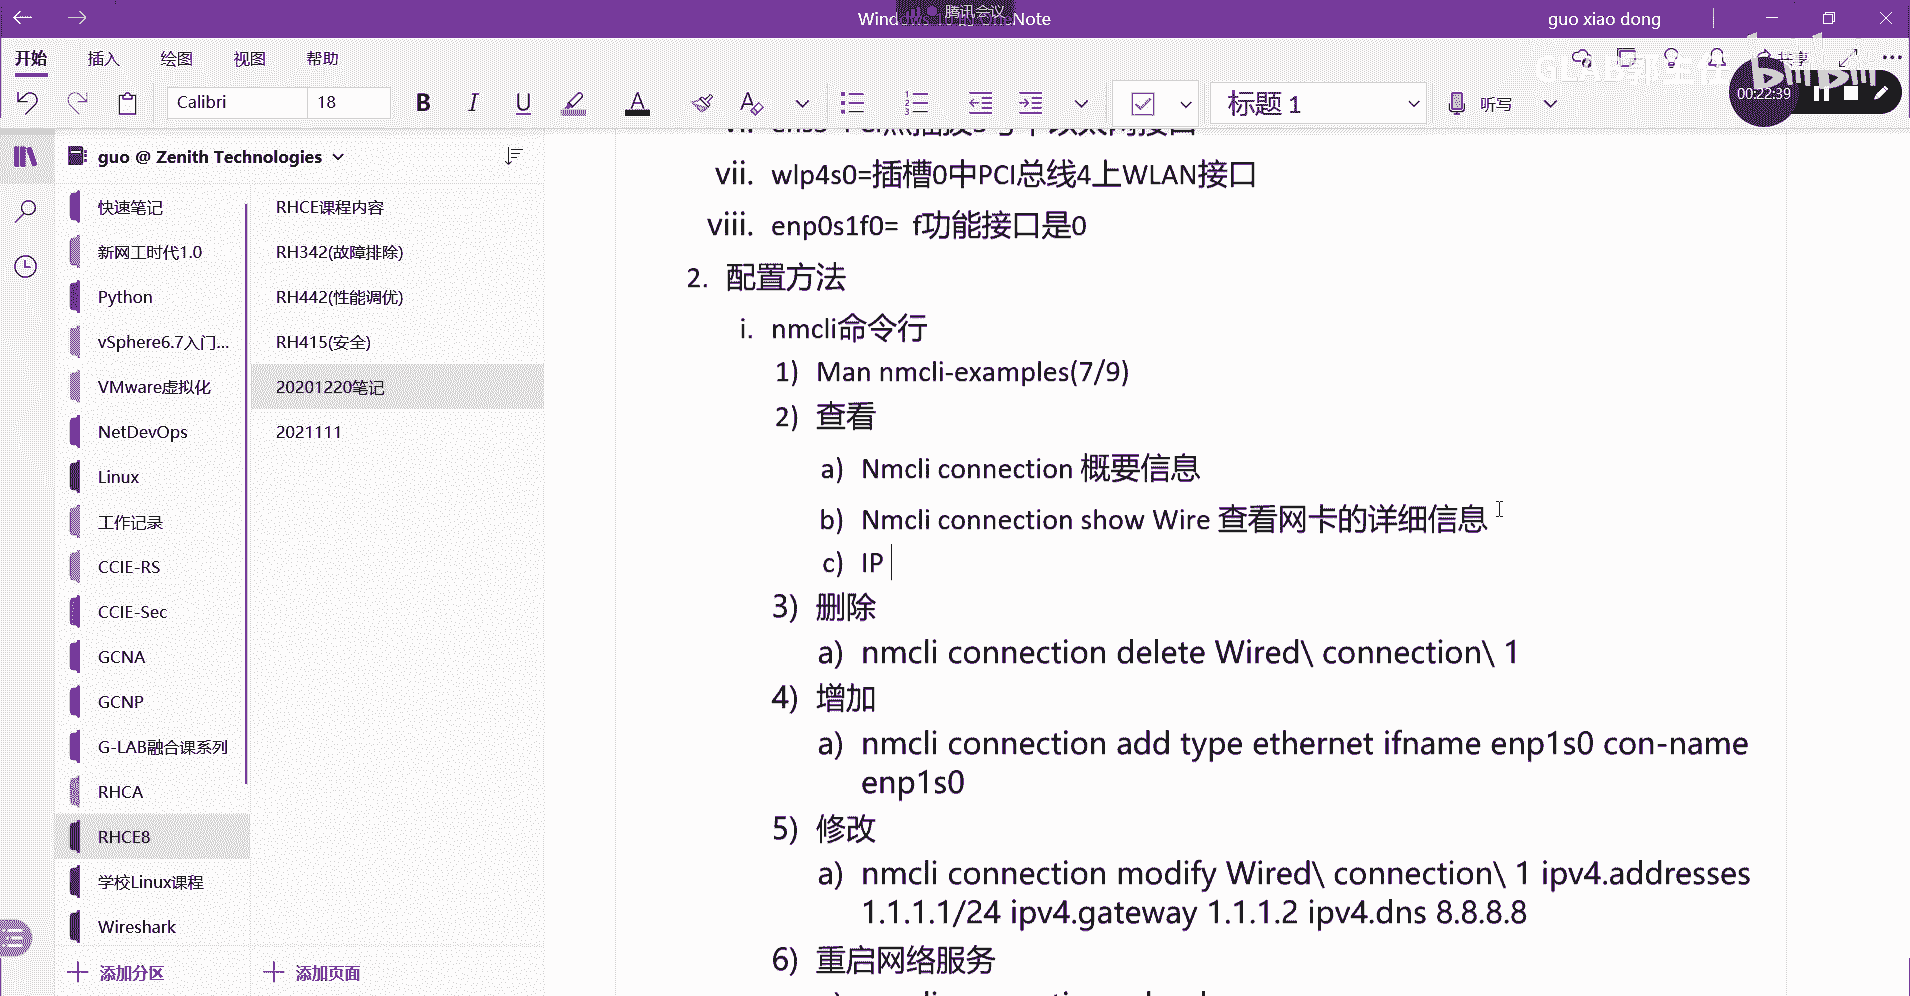 腾讯会议
guo xiao dong
开始 插入 绘图 视图 帮助
共享
GLAB郭主任 bilibili
00:22:39
Calibri 18 B I U A 标题 1 听写
guo @ Zenith Technologies
快速笔记
新网工时代1.0
Python
vSphere6.7入门...
VMware虚拟化
NetDevOps
Linux
工作记录
CCIE-RS
CCIE-Sec
GCNA
GCNP
G-LAB融合课系列
RHCA
RHCE8
学校Linux课程
Wireshark
添加分区
RHCE课程内容
RH342(故障排除)
RH442(性能调优)
RH415(安全)
20201220笔记
2021111
添加页面
vii. wlp4s0=插槽0中PCI总线4上WLAN接口
viii. enp0s1f0= f功能接口是0
2. 配置方法
i. nmcli命令行
1) Man nmcli-examples(7/9)
2) 查看
a) Nmcli connection 概要信息
b) Nmcli connection show Wire 查看网卡的详细信息
c) IP
3) 删除
a) nmcli connection delete Wired\ connection\ 1
4) 增加
a) nmcli connection add type ethernet ifname enp1s0 con-name
enp1s0
5) 修改
a) nmcli connection modify Wired\ connection\ 1 ipv4.addresses
1.1.1.1/24 ipv4.gateway 1.1.1.2 ipv4.dns 8.8.8.8
6) 重启网络服务